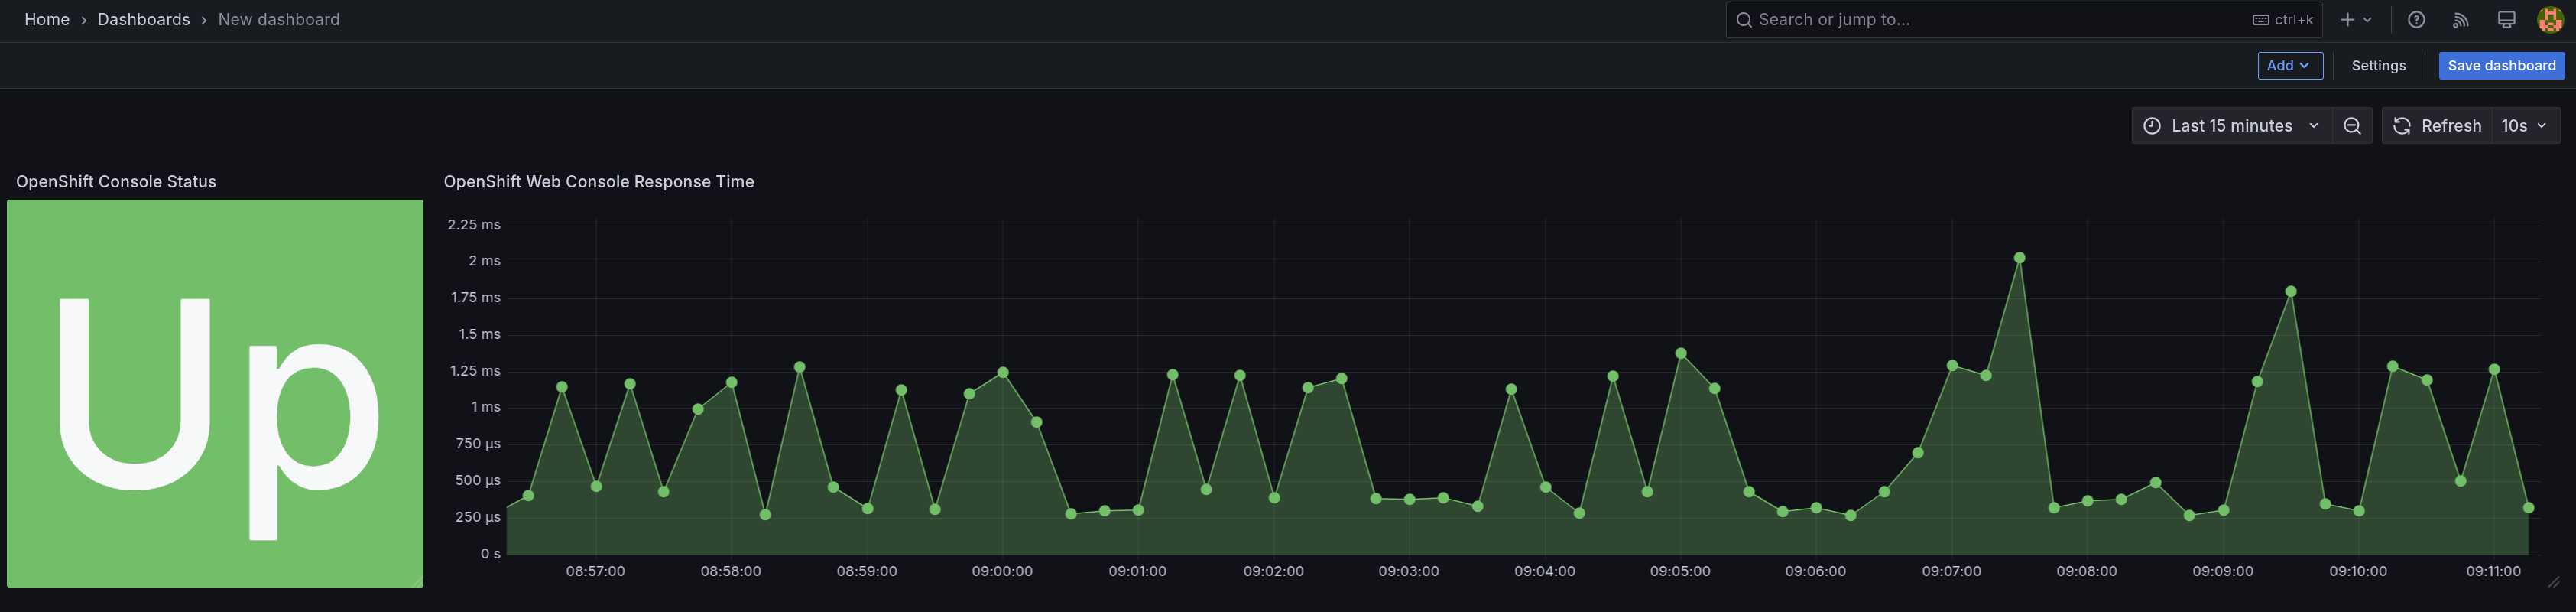 Home › Dashboards › New dashboard
Search or jump to...
ctrl+k
Add
Settings
Save dashboard
Last 15 minutes
Refresh
10s
OpenShift Console Status
Up
OpenShift Web Console Response Time
2.25 ms
2 ms
1.75 ms
1.5 ms
1.25 ms
1 ms
750 µs
500 µs
250 µs
0 s
08:57:00 08:58:00 08:59:00 09:00:00 09:01:00 09:02:00 09:03:00 09:04:00 09:05:00 09:06:00 09:07:00 09:08:00 09:09:00 09:10:00 09:11:00